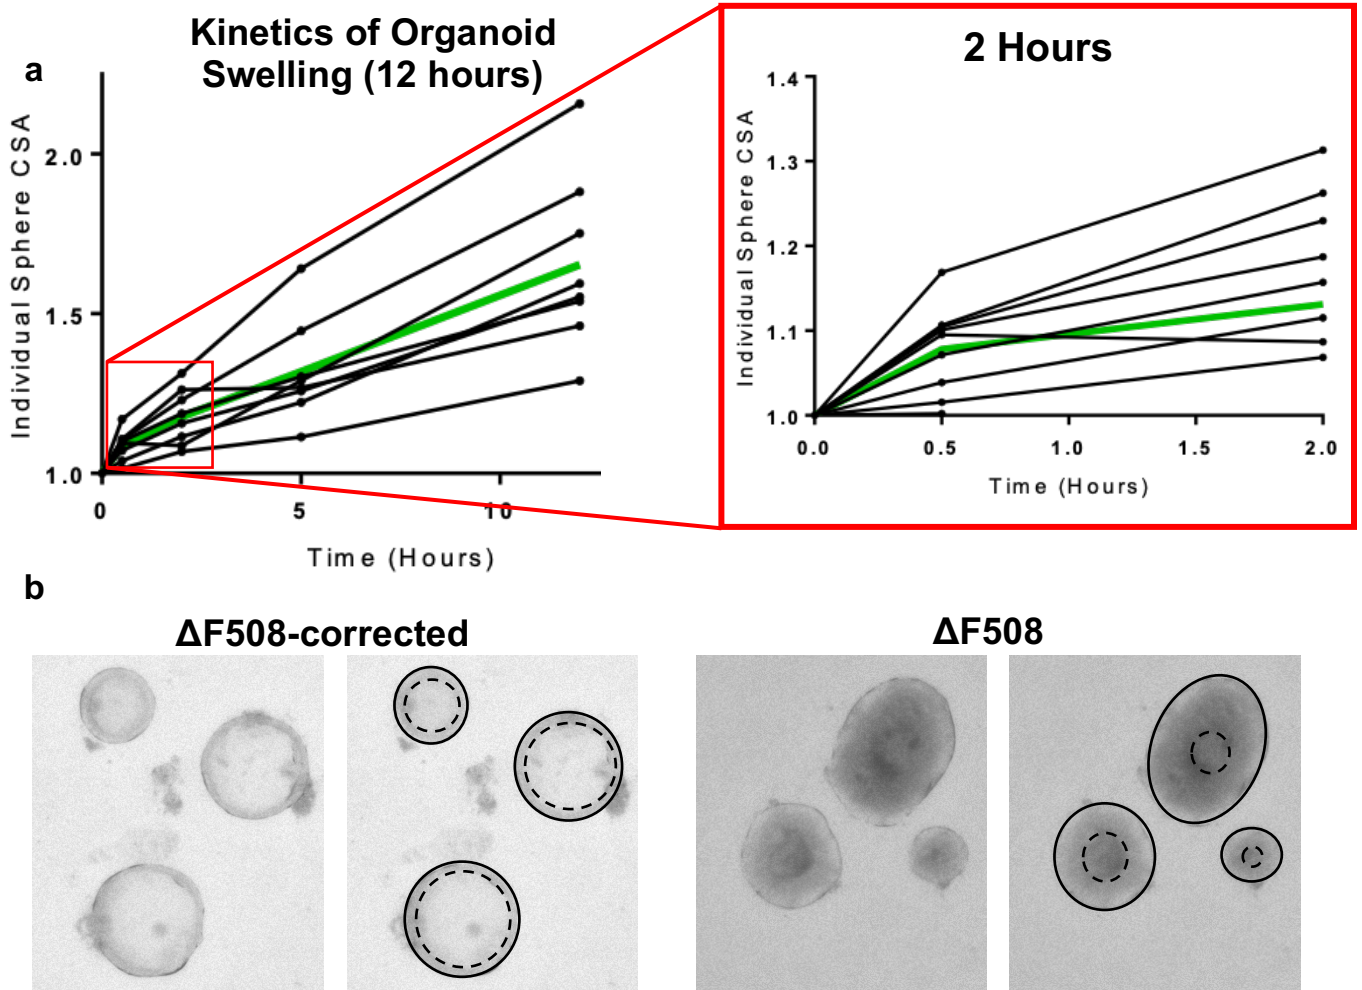 a
Kinetics of Organoid
Swelling (12 hours)
Individual Sphere CSA
2.0
1.5
1.0
0
5
10
Time (Hours)
2 Hours
Individual Sphere CSA
1.4
1.3
1.2
1.1
1.0
0.0
0.5
1.0
1.5
2.0
Time (Hours)
b
ΔF508-corrected
ΔF508